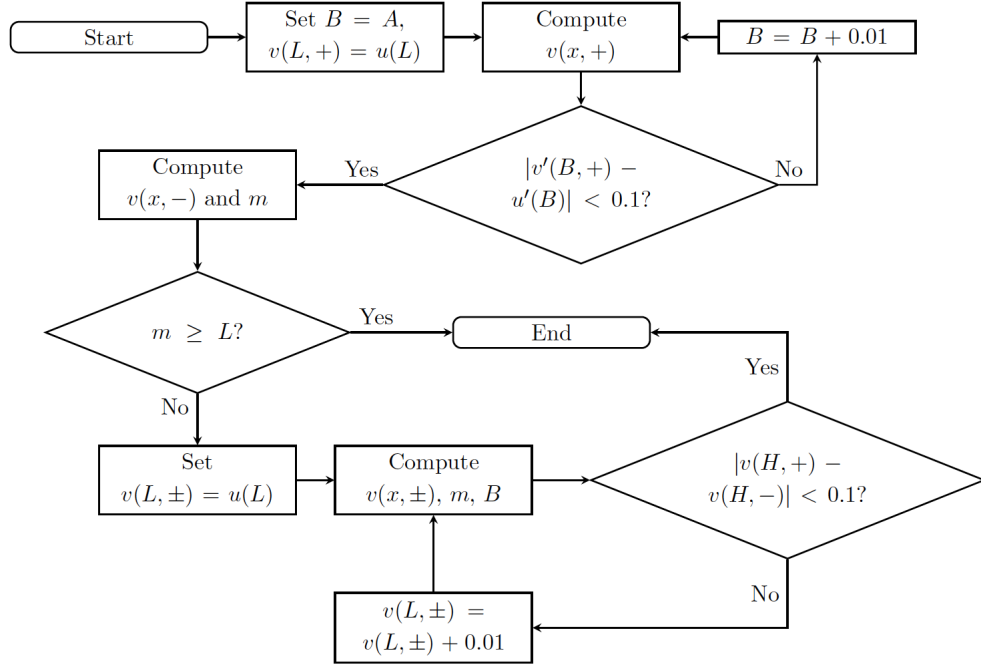 Start
Set B = A,
v(L, +) = u(L)
Compute
v(x, +)
B = B + 0.01
|v′(B, +) −
u′(B)| < 0.1?
No
Yes
Compute
v(x, −) and m
m ≥ L?
Yes
End
Yes
No
Set
v(L, ±) = u(L)
Compute
v(x, ±), m, B
|v(H, +) −
v(H, −)| < 0.1?
No
v(L, ±) =
v(L, ±) + 0.01